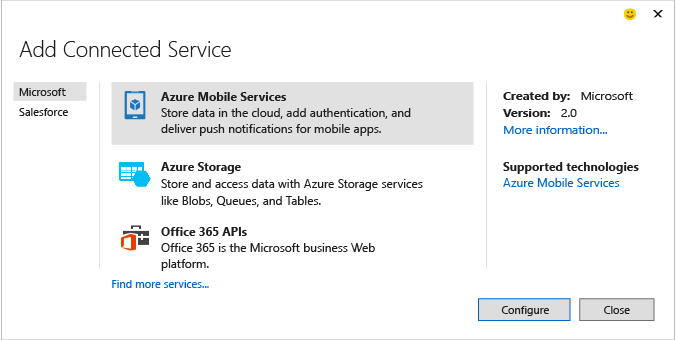 Add Connected Service
Microsoft
Salesforce
Azure Mobile Services
Store data in the cloud, add authentication, and
deliver push notifications for mobile apps.
Azure Storage
Store and access data with Azure Storage services
like Blobs, Queues, and Tables.
Office 365 APIs
Office 365 is the Microsoft business Web
platform.
Find more services...
Created by: Microsoft
Version: 2.0
More information...
Supported technologies
Azure Mobile Services
Configure
Close